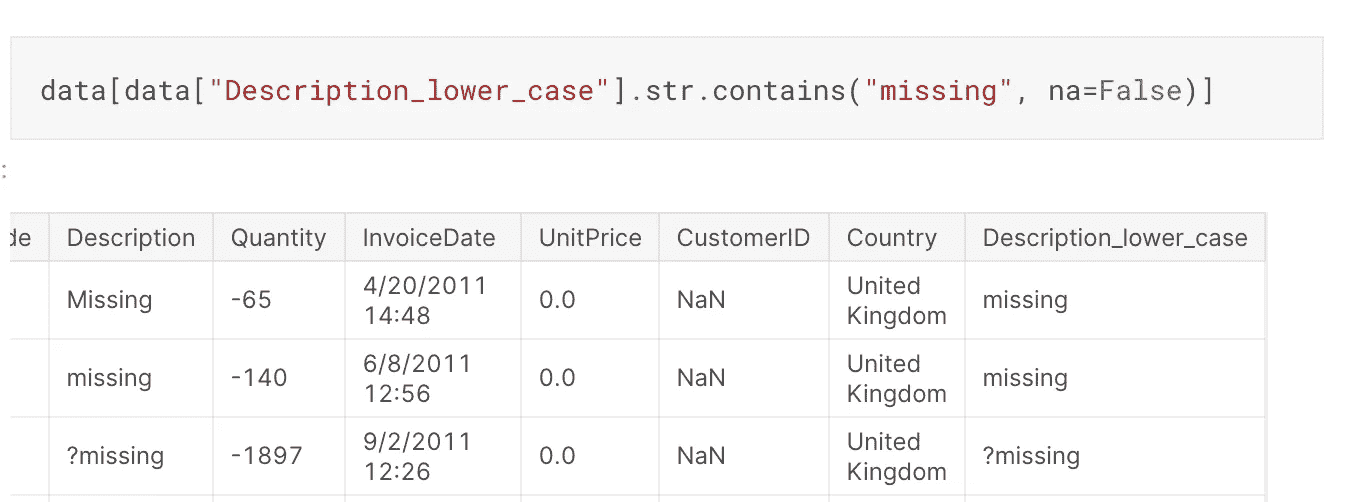 data[data["Description_lower_case"].str.contains("missing", na=False)]
:
de Description Quantity InvoiceDate UnitPrice CustomerID Country Description_lower_case
Missing -65 4/20/2011 14:48 0.0 NaN United Kingdom missing
missing -140 6/8/2011 12:56 0.0 NaN United Kingdom missing
?missing -1897 9/2/2011 12:26 0.0 NaN United Kingdom ?missing